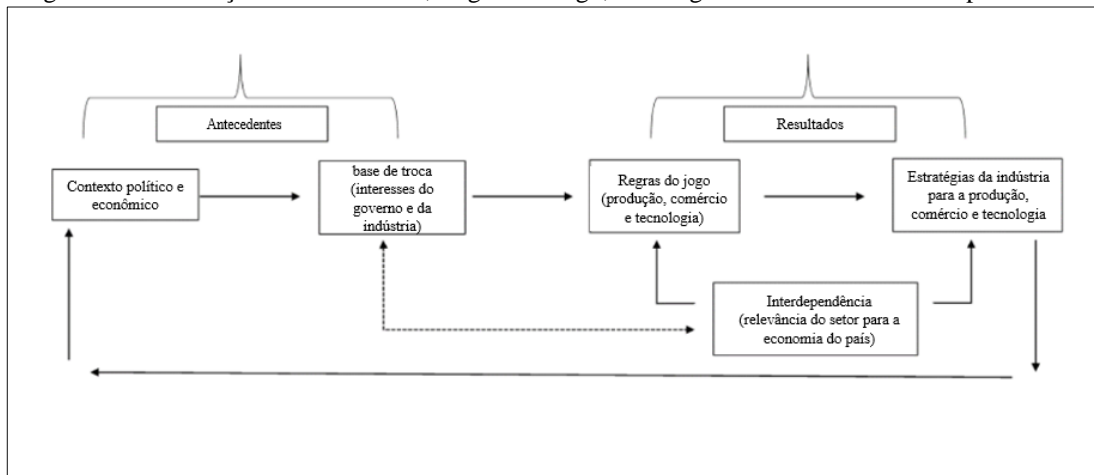 Antecedentes
Resultados
Contexto político e
econômico
base de troca
(interesses do
governo e da
indústria)
Regras do jogo
(produção, comércio
e tecnologia)
Estratégias da indústria
para a produção,
comércio e tecnologia
Interdependência
(relevância do setor para a
economia do país)